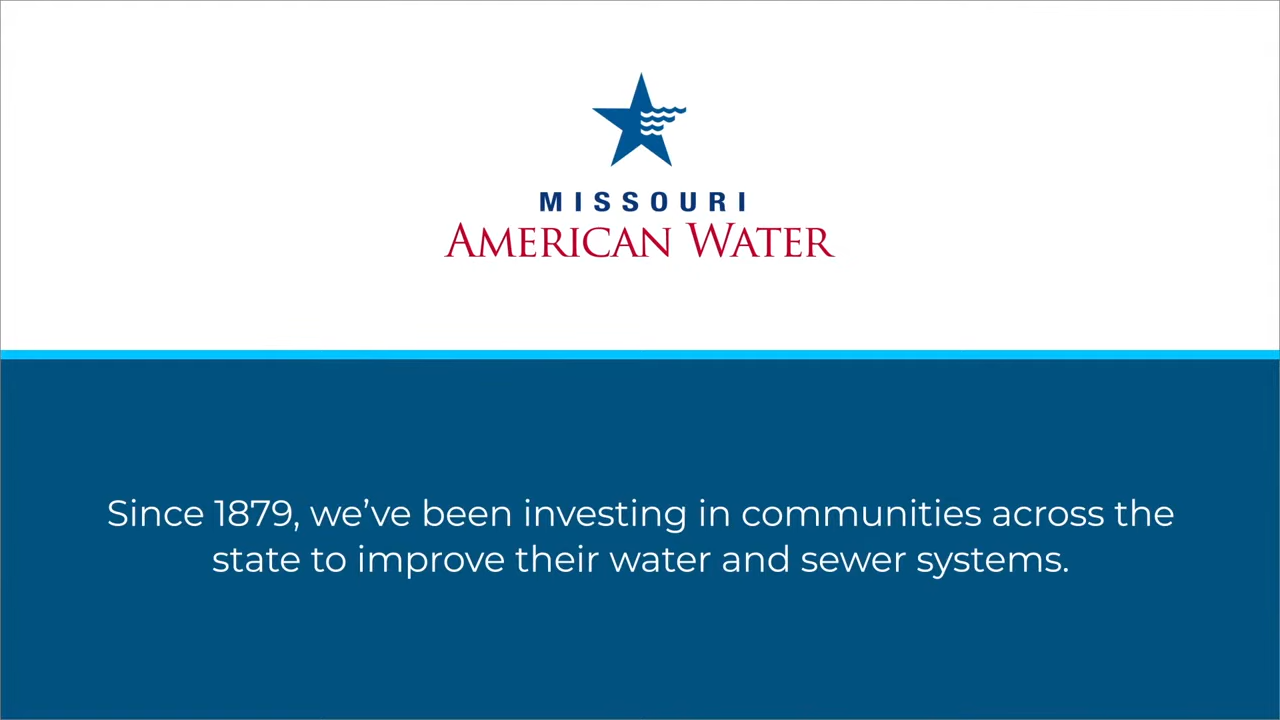 MISSOURI
AMERICAN WATER
Since 1879, we’ve been investing in communities across the
state to improve their water and sewer systems.